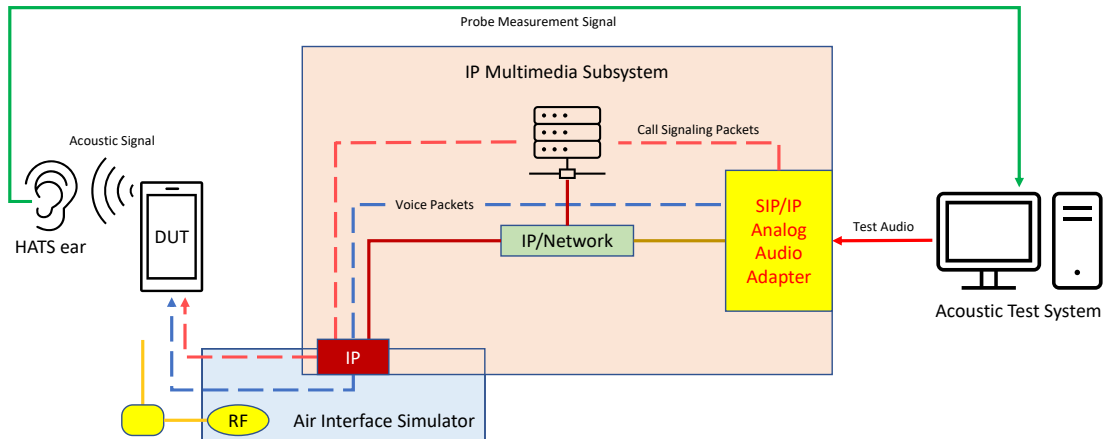 Probe Measurement Signal
IP Multimedia Subsystem
Acoustic Signal
Call Signaling Packets
DUT
Voice Packets
SIP/IP
Analog
Audio
Adapter
Test Audio
HATS ear
IP/Network
Acoustic Test System
IP
RF
Air Interface Simulator